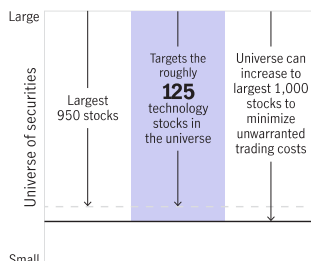 Large
Universe of securities
Largest
950 stocks
Targets the
roughly
125
technology
stocks in
the universe
Universe can
increase to
largest 1,000
stocks to
minimize
unwarranted
trading costs
Small